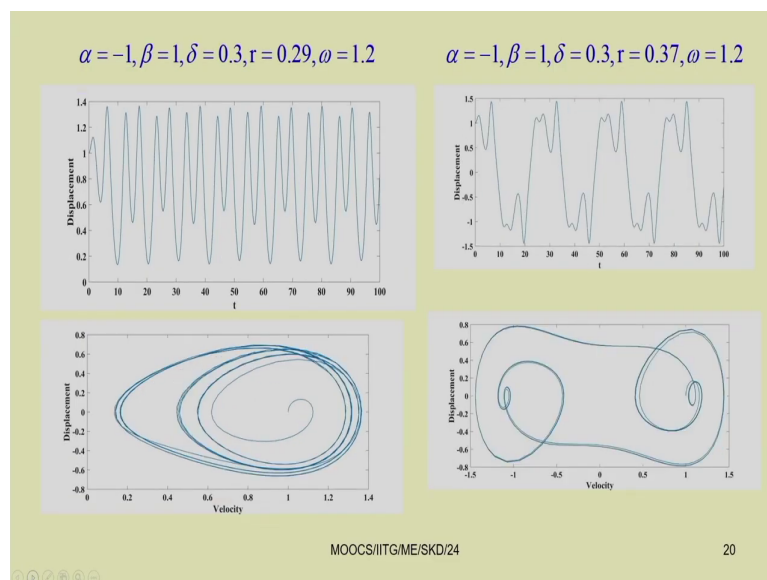 α = −1, β = 1, δ = 0.3, r = 0.29, ω = 1.2
α = −1, β = 1, δ = 0.3, r = 0.37, ω = 1.2
Displacement
1.4
1.2
1
0.8
0.6
0.4
0.2
0
0 10 20 30 40 50 60 70 80 90 100
t
Displacement
1.5
1
0.5
0
-0.5
-1
-1.5
0 10 20 30 40 50 60 70 80 90 100
t
Displacement
0.8
0.6
0.4
0.2
0
-0.2
-0.4
-0.6
-0.8
0 0.2 0.4 0.6 0.8 1 1.2 1.4
Velocity
Displacement
0.8
0.6
0.4
0.2
0
-0.2
-0.4
-0.6
-0.8
-1.5 -1 -0.5 0 0.5 1 1.5
Velocity
MOOCS/IITG/ME/SKD/24
20